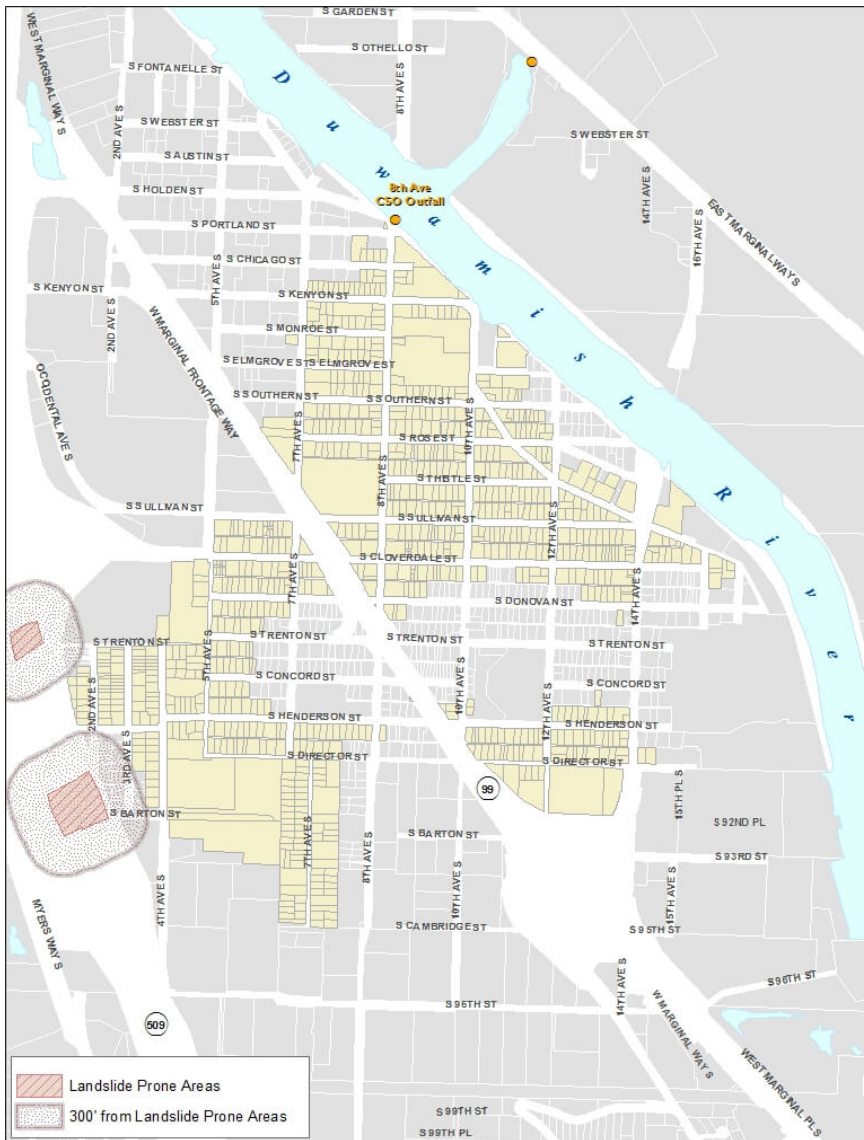 S GARDEN ST
WEST MARGINAL WAY S
S OTHELLO ST
S FONTANELLE ST
8TH AVE S
2ND AVE S
S WEBSTER ST
S WEBSTER ST
S AUSTIN ST
S HOLDEN ST
8th Ave
CSO Outfall
14TH AVE S
EAST MARGINAL WAY S
16TH AVE S
S PORTLAND ST
S CHICAGO ST
5TH AVE S
S KENYON ST
S KENYON ST
2ND AVE S
S MONROE ST
W MARGINAL FRONTAGE WAY
S ELMGROVE ST
S ELMGROVE ST
OCCIDENTAL AVE S
S SOUTHERN ST
S SOUTHERN ST
7TH AVE S
S ROSE ST
10TH AVE S
8TH AVE S
S THISTLE ST
S SULLIVAN ST
S SULLIVAN ST
12TH AVE S
S CLOVERDALE ST
7TH AVE S
S DONOVAN ST
14TH AVE S
Duwamish River
S TRENTON ST
5TH AVE S
S TRENTON ST
S TRENTON ST
S TRENTON ST
S CONCORD ST
S CONCORD ST
2ND AVE S
10TH AVE S
12TH AVE S
S HENDERSON ST
S HENDERSON ST
3RD AVE S
S DIRECTOR ST
S DIRECTOR ST
99
15TH PL S
S BARTON ST
S BARTON ST
S 92ND PL
7TH AVE S
8TH AVE S
S 93RD ST
4TH AVE S
10TH AVE S
15TH AVE S
MYERS WAY S
S CAMBRIDGE ST
S 95TH ST
14TH AVE S
S 96TH ST
S 96TH ST
509
W MARGINAL WAY S
WEST MARGINAL PL S
Landslide Prone Areas
300' from Landslide Prone Areas
S 99TH ST
S 99TH PL